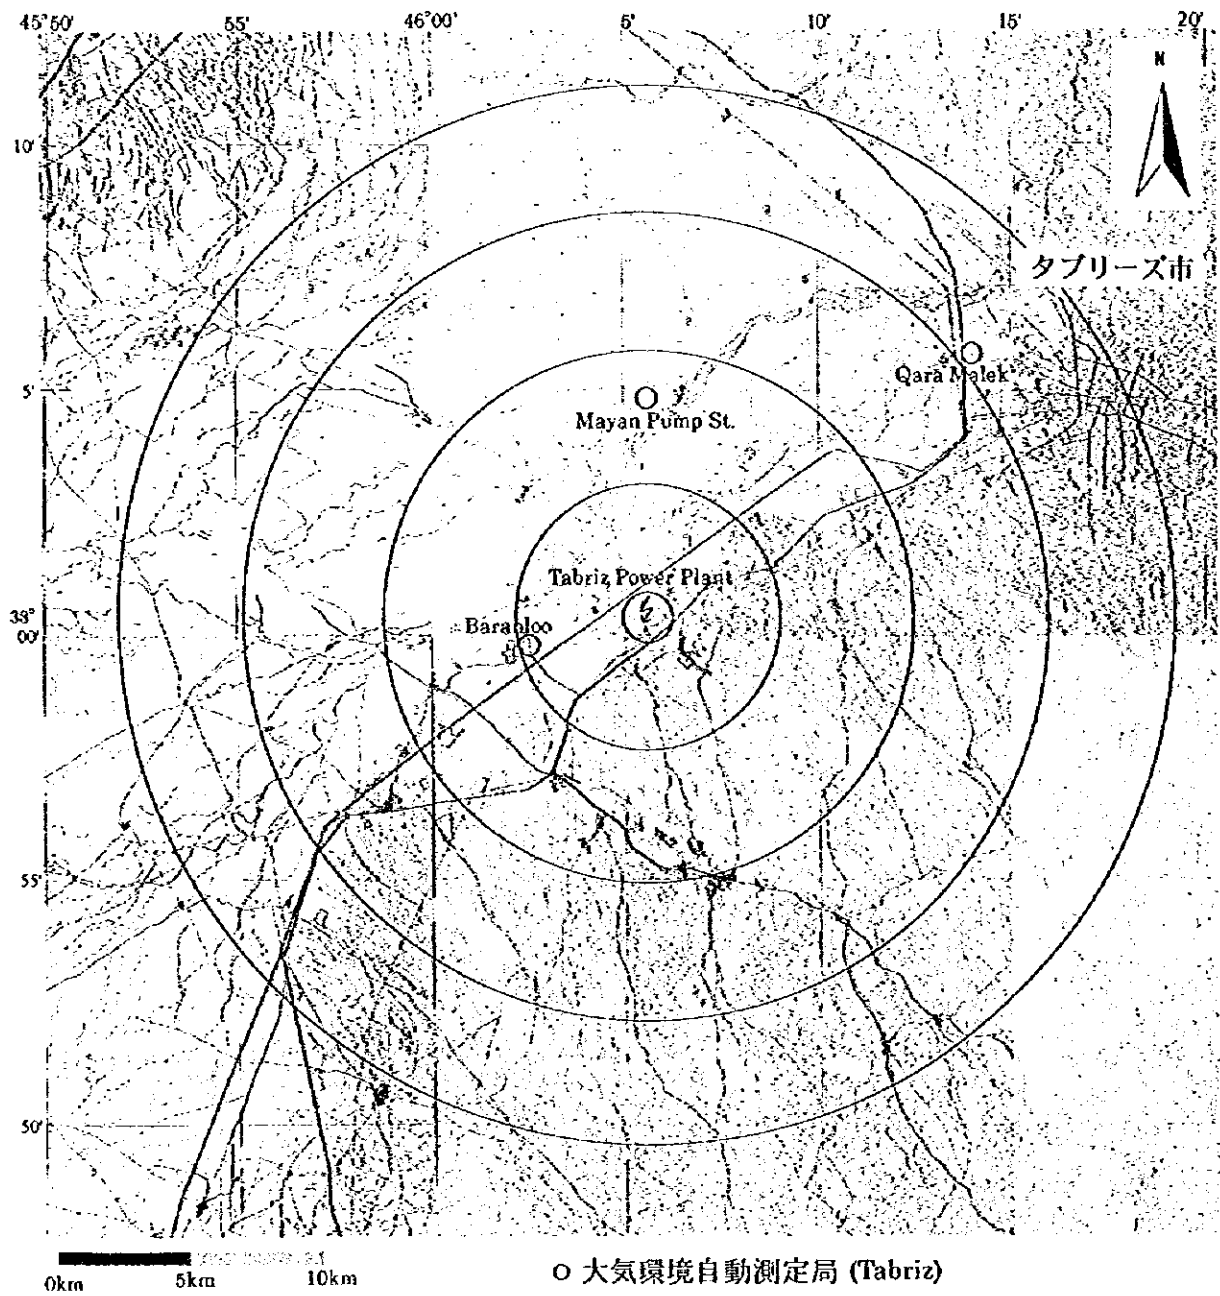 45°50' 55' 46°00' 5' 10' 15' 20'
N
10'
タブリーズ市
Qara Malek
5'
Mayan Pump St.
Tabriz Power Plant
38°
00'
Baranloo
55'
50'
0km 5km 10km
○ 大気環境自動測定局 (Tabriz)